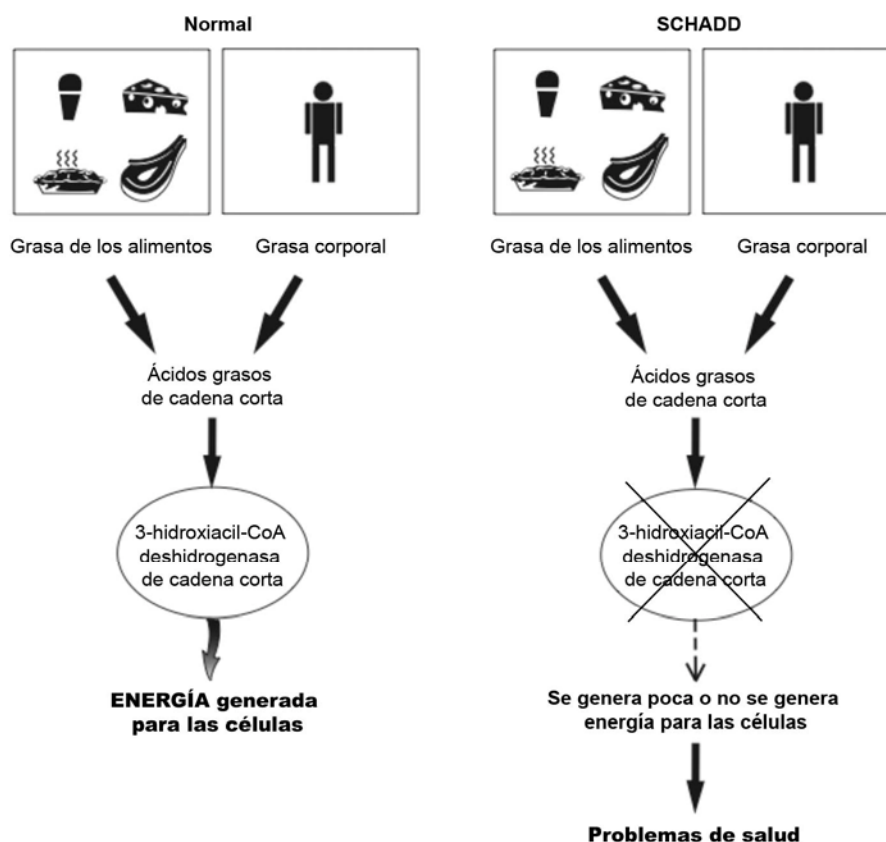 Normal
Grasa de los alimentos
Grasa corporal
Ácidos grasos
de cadena corta
3-hidroxiacil-CoA
deshidrogenasa
de cadena corta
ENERGÍA generada
para las células
SCHADD
Grasa de los alimentos
Grasa corporal
Ácidos grasos
de cadena corta
3-hidroxiacil-CoA
deshidrogenasa
de cadena corta
Se genera poca o no se genera
energía para las células
Problemas de salud